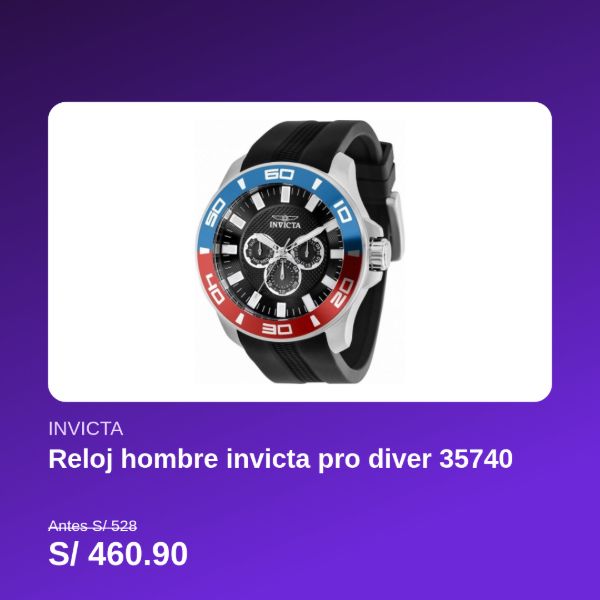 60
50
10
INVICTA
40
20
30
INVICTA
Reloj hombre invicta pro diver 35740
Antes S/ 528
S/ 460.90